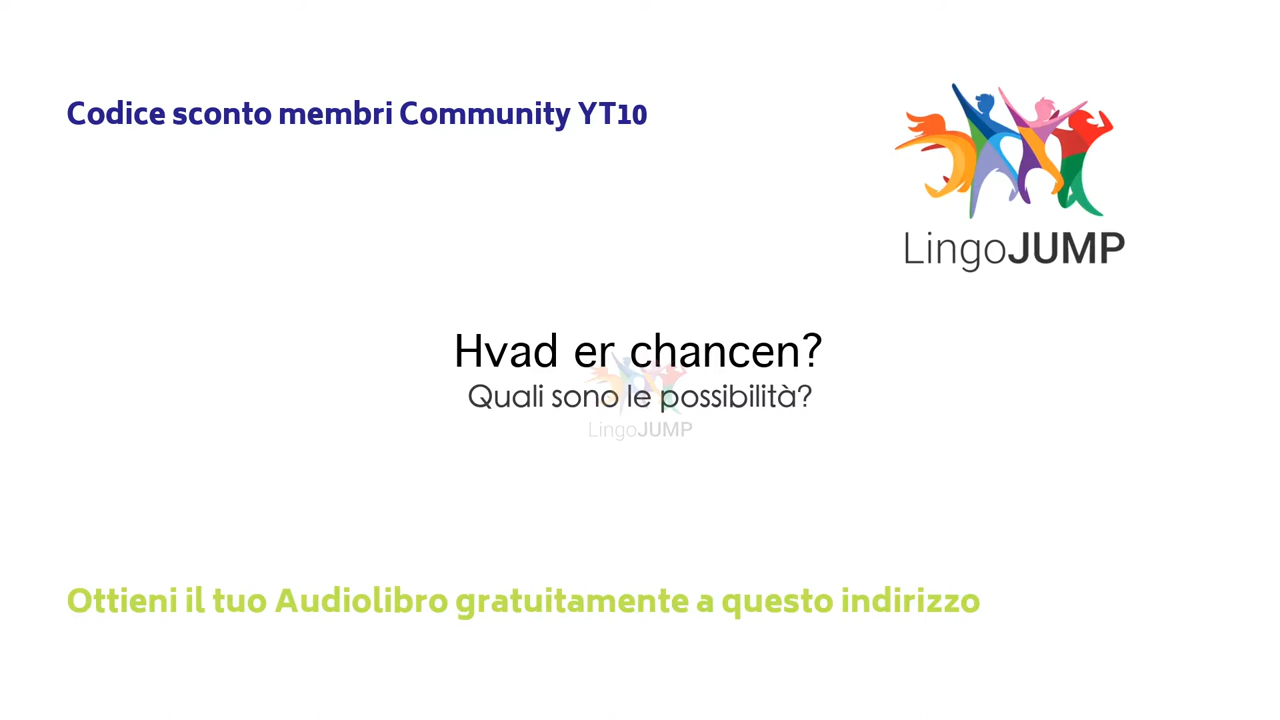 Codice sconto membri Community YT10
LingoJUMP
Hvad er chancen?
Quali sono le possibilità?
LingoJUMP
Ottieni il tuo Audiolibro gratuitamente a questo indirizzo